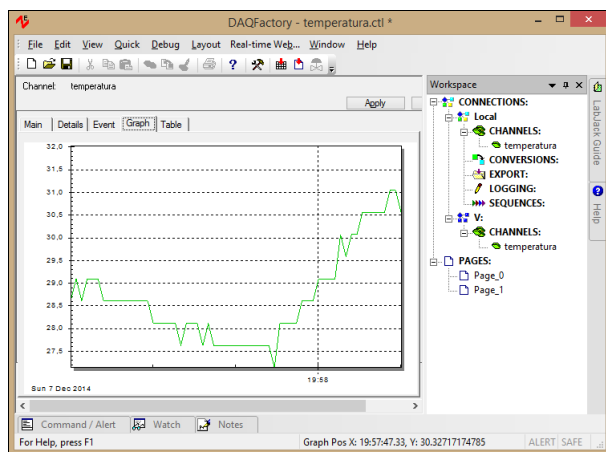 DAQFactory - temperatura.ctl *
File Edit View Quick Debug Layout Real-time Web... Window Help
Channel: temperatura
Apply
Main Details Event Graph Table
32,0
31,5
31,0
30,5
30,0
29,5
29,0
28,5
28,0
27,5
19:58
Sun 7 Dec 2014
Workspace
CONNECTIONS:
Local
CHANNELS:
temperatura
CONVERSIONS:
EXPORT:
LOGGING:
SEQUENCES:
V:
CHANNELS:
temperatura
PAGES:
Page_0
Page_1
LabJack Guide
Help
Command / Alert Watch Notes
For Help, press F1 Graph Pos X: 19:57:47.33, Y: 30.32717174785 ALERT SAFE